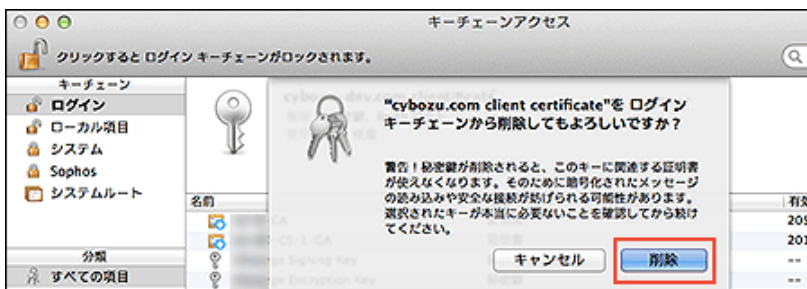 キーチェーンアクセス
クリックすると ログイン キーチェーンがロックされます。
キーチェーン
ログイン
ローカル項目
システム
Sophos
システムルート
分類
すべての項目
"cybozu.com client certificate"を ログイン
キーチェーンから削除してもよろしいですか？
警告！秘密鍵が削除されると、このキーに関連する証明書
が使えなくなります。そのために暗号化されたメッセージ
の読み込みや安全な接続が妨げられる可能性があります。
選択されたキーが本当に必要ないことを確認してから続け
てください。
キャンセル
削除
名前
有効
-CA
205
CS-1-CA
201
Signing Key
--
Encryption Key
--